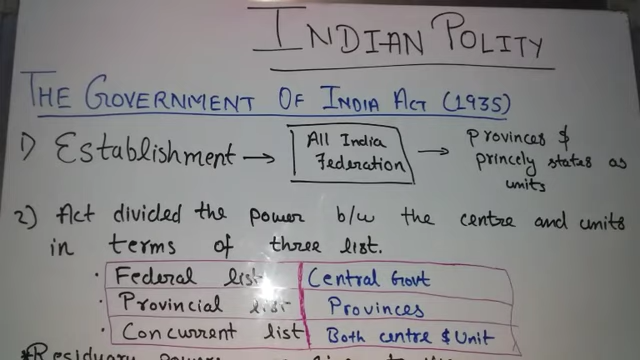 INDIAN POLITY
THE GOVERNMENT OF INDIA ACT (1935)
1) Establishment → All India Federation → provinces & princely states as units
2) Act divided the power b/w the centre and units
in terms of three list.
• Federal list Central Govt
• Provincial list Provinces
• Concurrent list Both centre & Unit
*Residuary